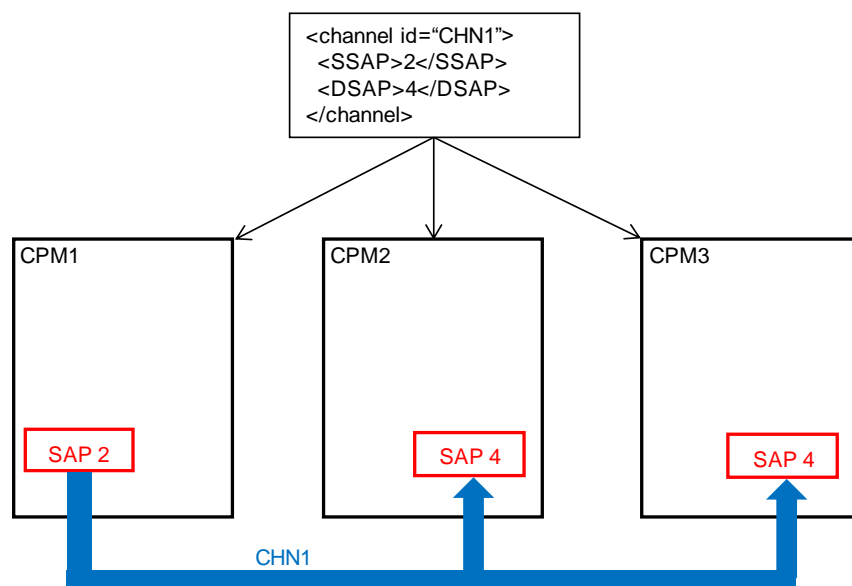 <channel id=“CHN1”>
<SSAP>2</SSAP>
<DSAP>4</DSAP>
</channel>
CPM1
CPM2
CPM3
SAP 2
SAP 4
SAP 4
CHN1